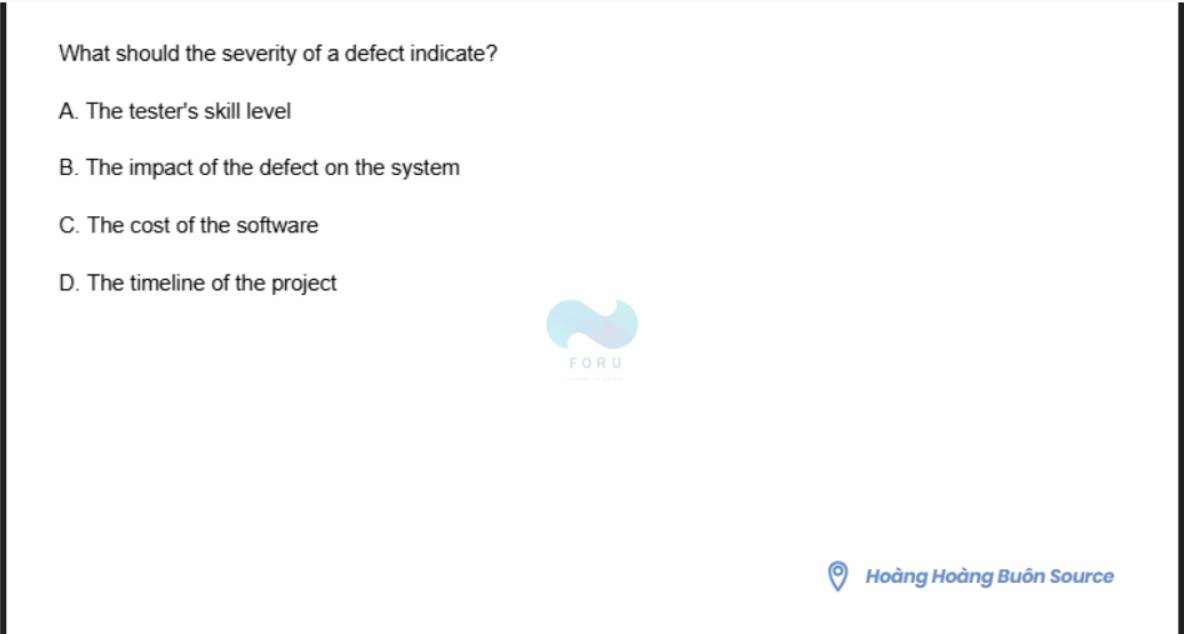 What should the severity of a defect indicate?
A. The tester's skill level
B. The impact of the defect on the system
C. The cost of the software
D. The timeline of the project
FORU
Hoàng Hoàng Buôn Source